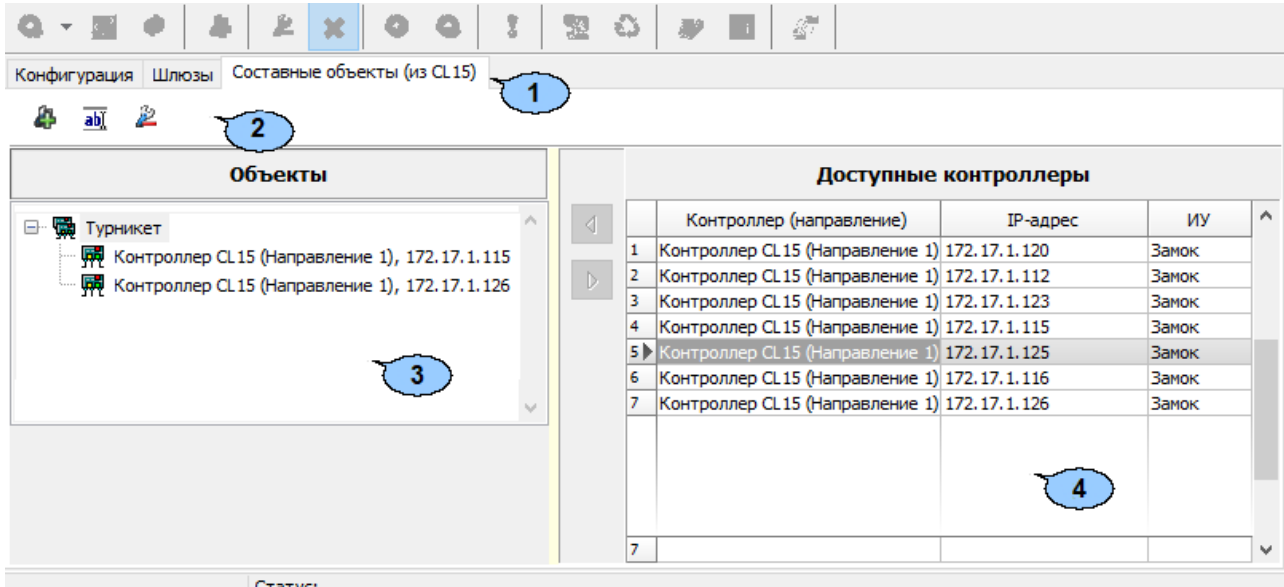 Конфигурация Шлюзы Составные объекты (из CL15)
1
ab
2
Объекты
Доступные контроллеры
Турникет
Контроллер CL15 (Направление 1), 172.17.1.115
Контроллер CL15 (Направление 1), 172.17.1.126
3
Контроллер (направление) IP-адрес ИУ
1 Контроллер CL15 (Направление 1) 172.17.1.120 Замок
2 Контроллер CL15 (Направление 1) 172.17.1.112 Замок
3 Контроллер CL15 (Направление 1) 172.17.1.123 Замок
4 Контроллер CL15 (Направление 1) 172.17.1.115 Замок
5 Контроллер CL15 (Направление 1) 172.17.1.125 Замок
6 Контроллер CL15 (Направление 1) 172.17.1.116 Замок
7 Контроллер CL15 (Направление 1) 172.17.1.126 Замок
4
7